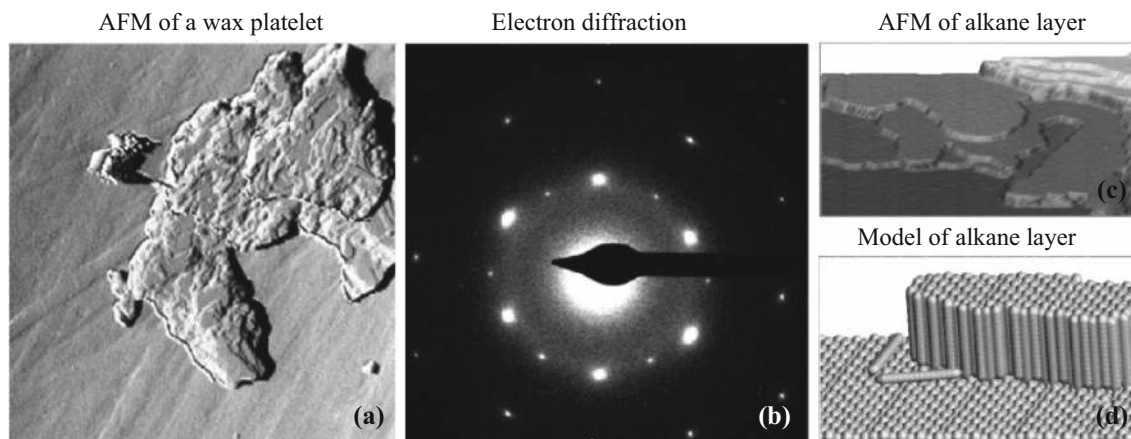 AFM of a wax platelet
Electron diffraction
AFM of alkane layer
(a)
(b)
(c)
Model of alkane layer
(d)